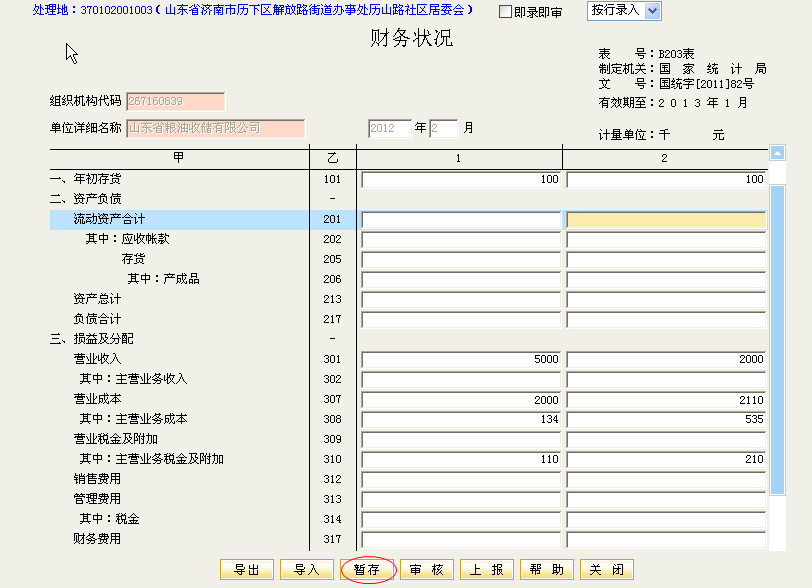 处理地：370102001003（山东省济南市历下区解放路街道办事处历山路社区居委会） 即录即审 按行录入
财务状况
表　　号：B203表
制定机关：国　家　统　计　局
文　　号：国统字[2011]82号
有效期至：2 0 1 3 年 1 月
组织机构代码 267160839
单位详细名称 山东省粮油收储有限公司 2012 年 2 月 计量单位：千　　　元
甲 乙 1 2
一、年初存货 101 100 100
二、资产负债 -
流动资产合计 201
其中：应收帐款 202
存货 205
其中：产成品 206
资产总计 213
负债合计 217
三、损益及分配 -
营业收入 301 5000 2000
其中：主营业务收入 302
营业成本 307 2000 2110
其中：主营业务成本 308 134 535
营业税金及附加 309
其中：主营业务税金及附加 310 110 210
销售费用 312
管理费用 313
其中：税金 314
财务费用 317
导 出 导 入 暂 存 审 核 上 报 帮 助 关 闭